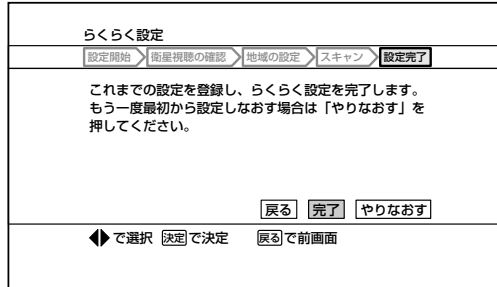 らくらく設定
設定開始 衛星視聴の確認 地域の設定 スキャン 設定完了
これまでの設定を登録し、らくらく設定を完了します。
もう一度最初から設定しなおす場合は「やりなおす」を
押してください。
戻る 完了 やりなおす
で選択 決定で決定 戻るで前画面